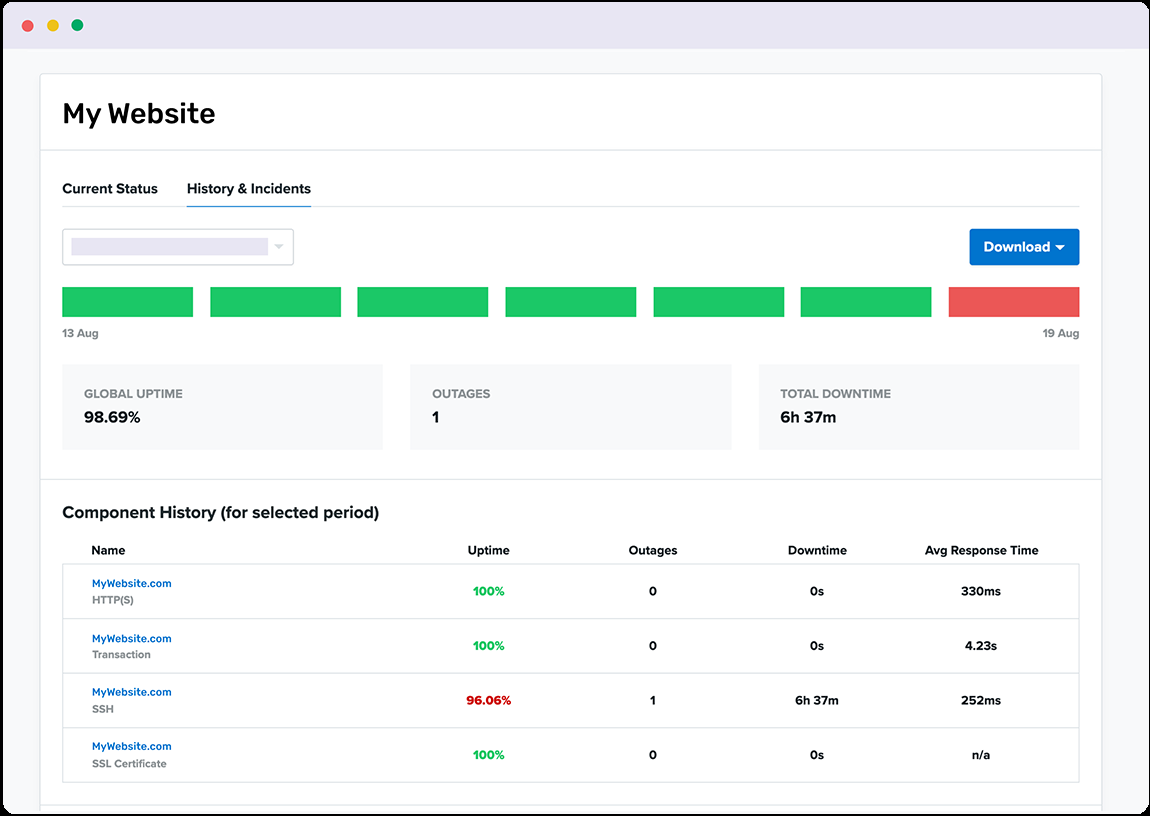 My Website
Current Status History & Incidents
Download
13 Aug 19 Aug
GLOBAL UPTIME OUTAGES TOTAL DOWNTIME
98.69% 1 6h 37m
Component History (for selected period)
Name Uptime Outages Downtime Avg Response Time
MyWebsite.com
HTTP(S)
100% 0 0s 330ms
MyWebsite.com
Transaction
100% 0 0s 4.23s
MyWebsite.com
SSH
96.06% 1 6h 37m 252ms
MyWebsite.com
SSL Certificate
100% 0 0s n/a